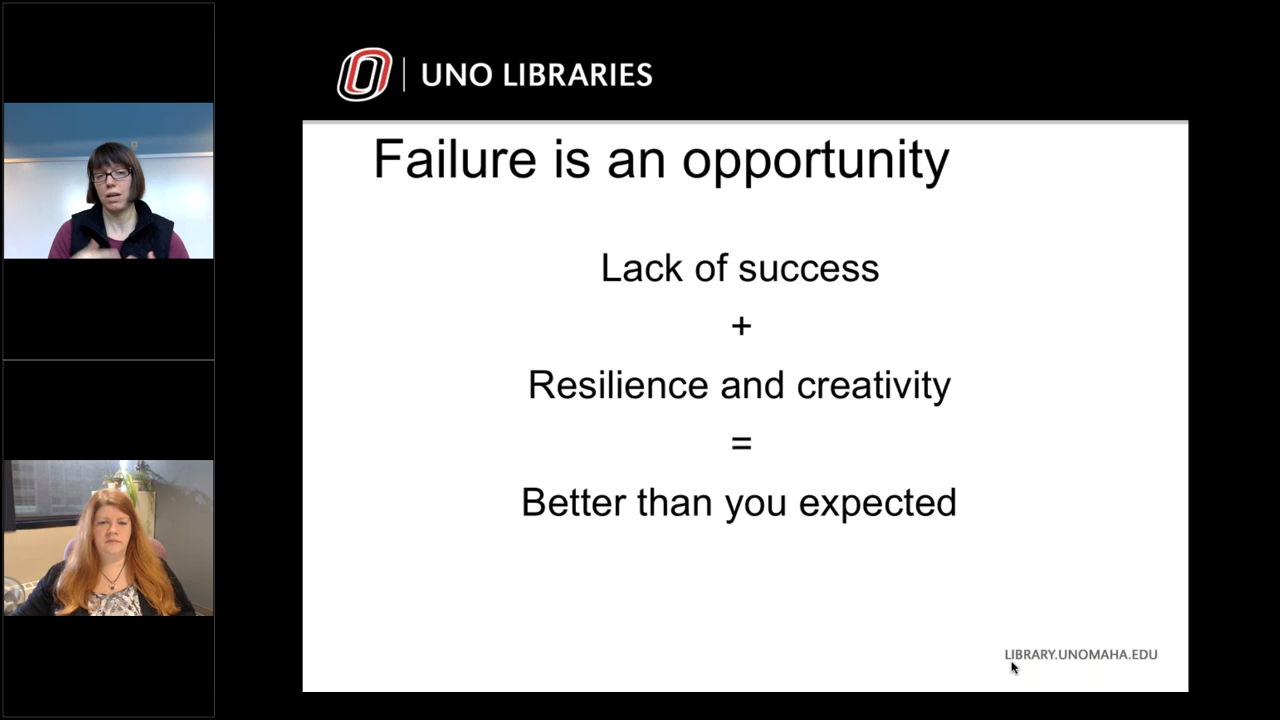 UNO LIBRARIES
Failure is an opportunity
Lack of success
+
Resilience and creativity
=
Better than you expected
LIBRARY.UNOMAHA.EDU